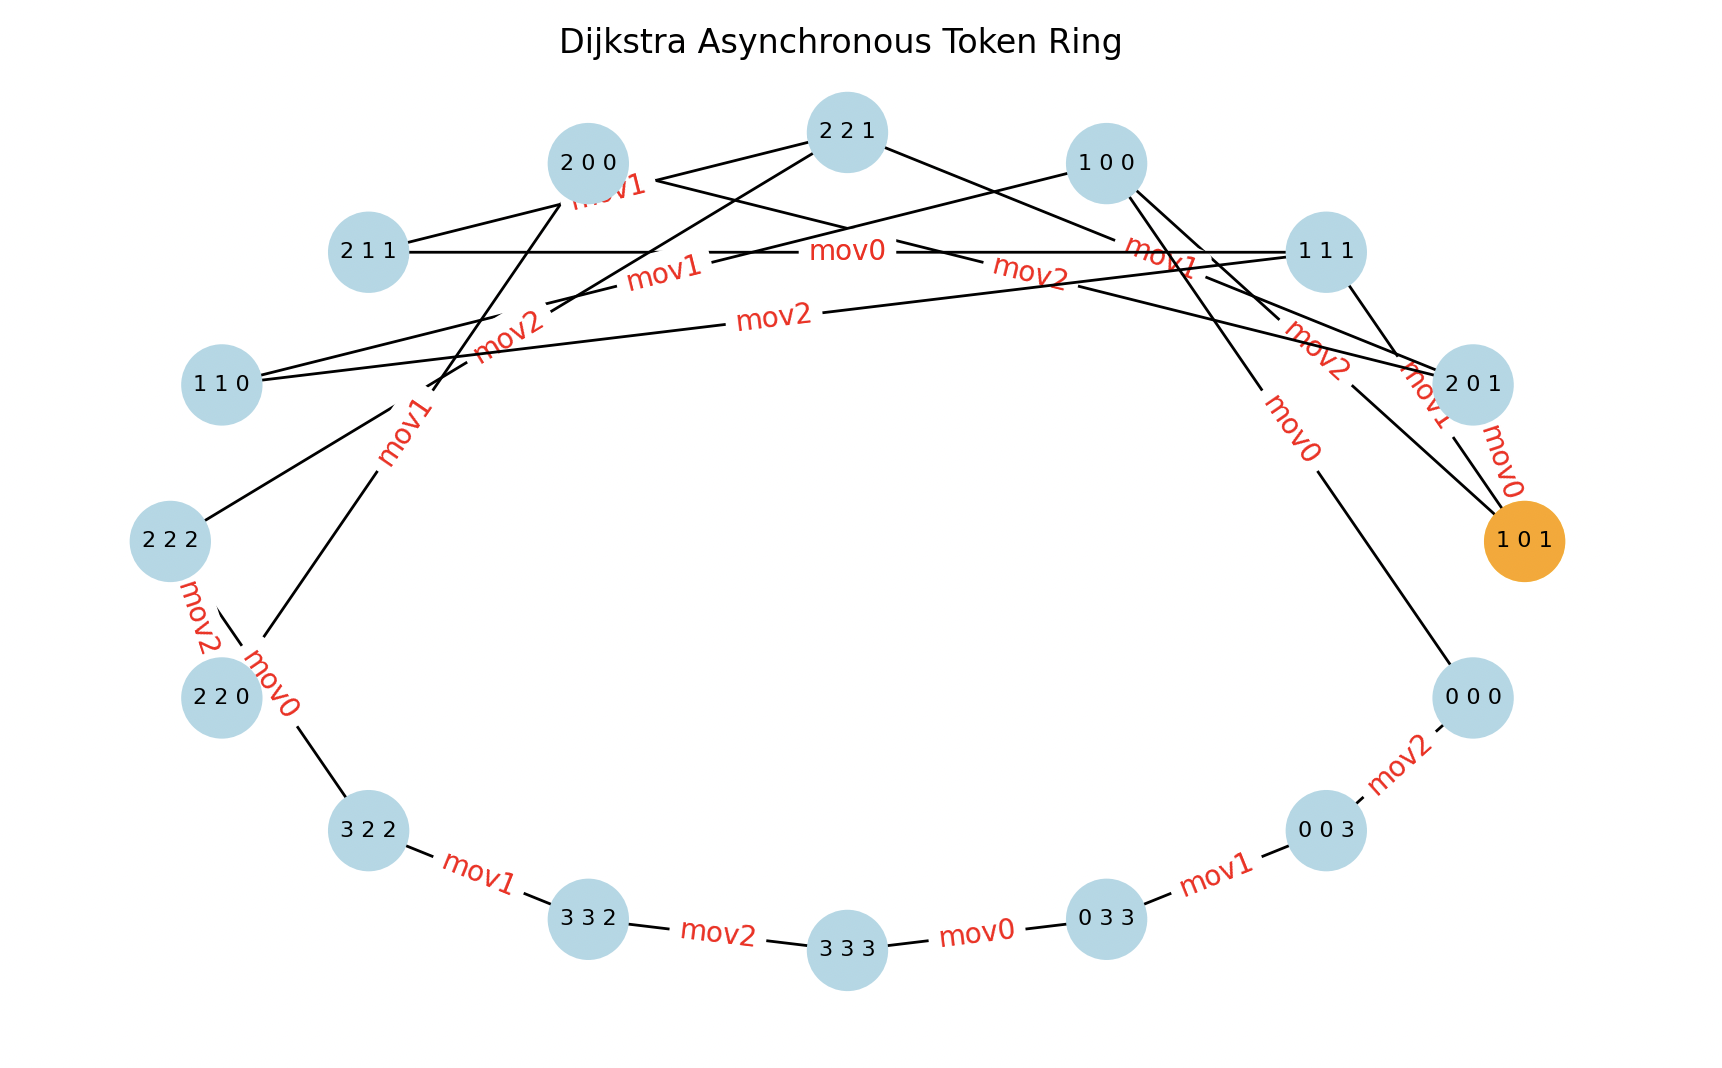 Dijkstra Asynchronous Token Ring
2 2 1
2 0 0
1 0 0
mov1
2 1 1
mov0
1 1 1
mov1
mov1
mov2
mov2
mov2
mov2
1 1 0
2 0 1
mov1
mov1
mov0
mov0
2 2 2
1 0 1
mov2
mov0
2 2 0
0 0 0
mov2
3 2 2
0 0 3
mov1
mov1
3 3 2
0 3 3
mov2
mov0
3 3 3